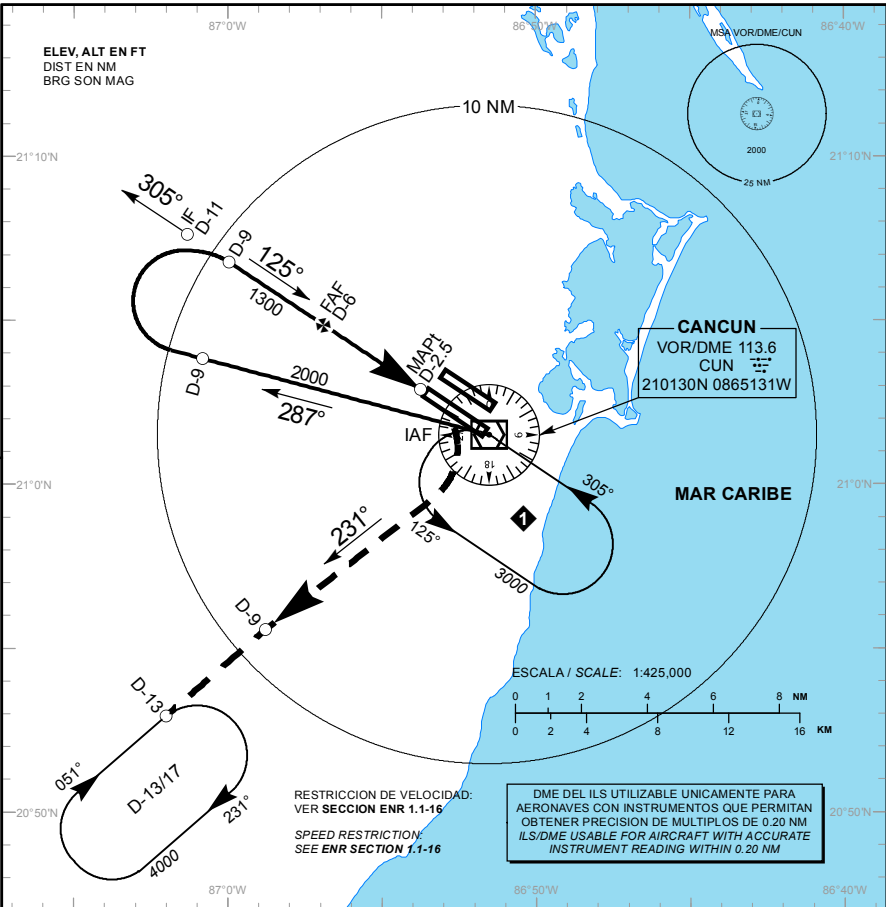 87°0'W
86°50'W
86°40'W
ELEV, ALT EN FT
DIST EN NM
BRG SON MAG
MSA VOR/DME/CUN
2000
25 NM
10 NM
21°10'N
21°10'N
305°
IF
D-11
D-9
125°
1300
FAF
D-6
MAPt
D-2.5
D-9
2000
287°
IAF
9
18
CANCUN
VOR/DME 113.6
CUN
210130N 0865131W
21°0'N
21°0'N
MAR CARIBE
305°
1
125°
3000
231°
D-9
D-13
ESCALA / SCALE: 1:425,000
0 1 2 4 6 8 NM
0 2 4 8 12 16 KM
051°
D-13/17
231°
4000
RESTRICCION DE VELOCIDAD:
VER SECCION ENR 1.1-16
SPEED RESTRICTION:
SEE ENR SECTION 1.1-16
DME DEL ILS UTILIZABLE UNICAMENTE PARA
AERONAVES CON INSTRUMENTOS QUE PERMITAN
OBTENER PRECISION DE MULTIPLOS DE 0.20 NM
ILS/DME USABLE FOR AIRCRAFT WITH ACCURATE
INSTRUMENT READING WITHIN 0.20 NM
20°50'N
20°50'N
87°0'W
86°50'W
86°40'W